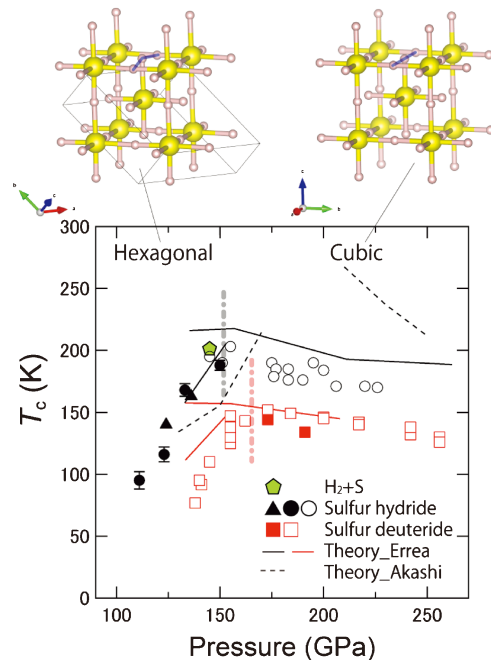 b
c
a
c
a
b
Hexagonal
Cubic
300
250
200
150
100
50
0
T_c (K)
H₂+S
Sulfur hydride
Sulfur deuteride
Theory_Errea
Theory_Akashi
100
150
200
250
Pressure (GPa)